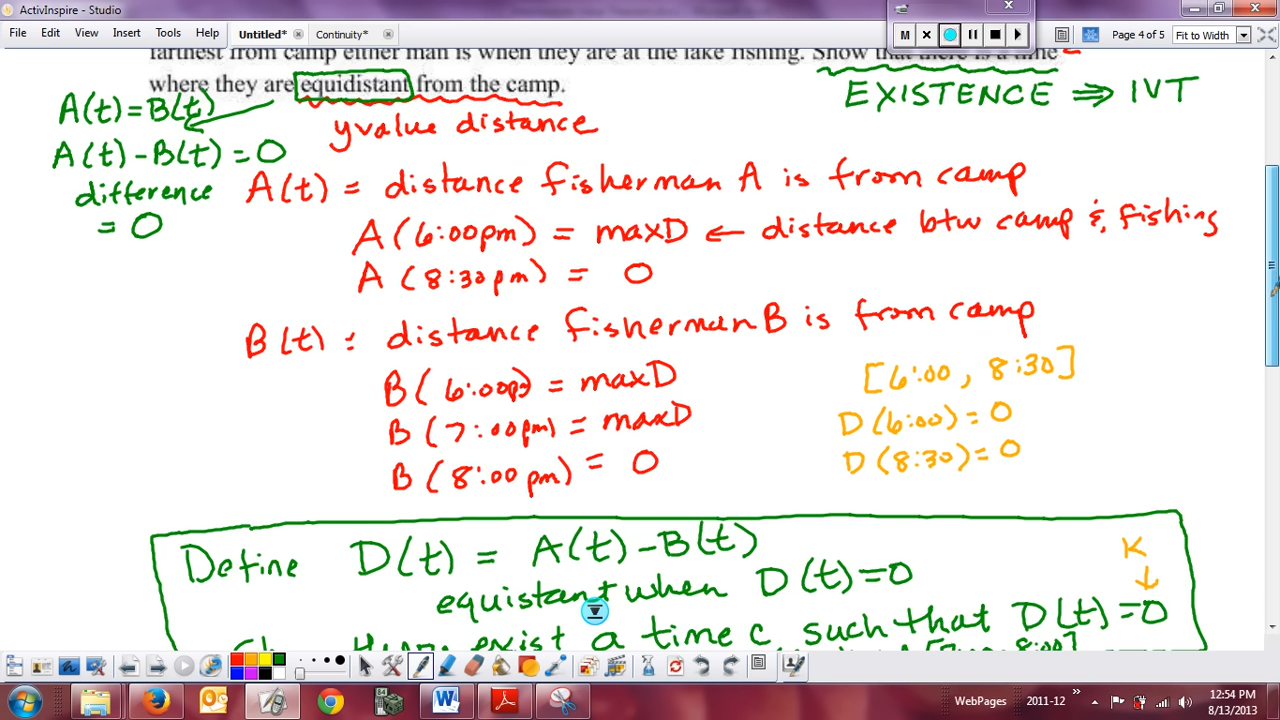 ActivInspire - Studio
File Edit View Insert Tools Help Untitled* Continuity*
M
Page 4 of 5 Fit to Width
farthest from camp either man is when they are at the lake fishing. Show that there is a time
where they are equidistant from the camp.
EXISTENCE ⇒ IVT
A(t)=B(t)
yvalue distance
A(t)-B(t)=0
difference
= 0
A(t) = distance fisherman A is from camp
A(6:00pm) = maxD ← distance btw camp & fishing
A(8:30pm) = 0
B(t) = distance fisherman B is from camp
B(6:00pm) = maxD
B(7:00pm) = maxD
B(8:00pm) = 0
[6:00, 8:30]
D(6:00)=0
D(8:30)=0
Define D(t) = A(t)-B(t)
equistant when D(t)=0
K
↓
there exist a time c such that D(t)=0
WebPages 2011-12
12:54 PM
8/13/2013